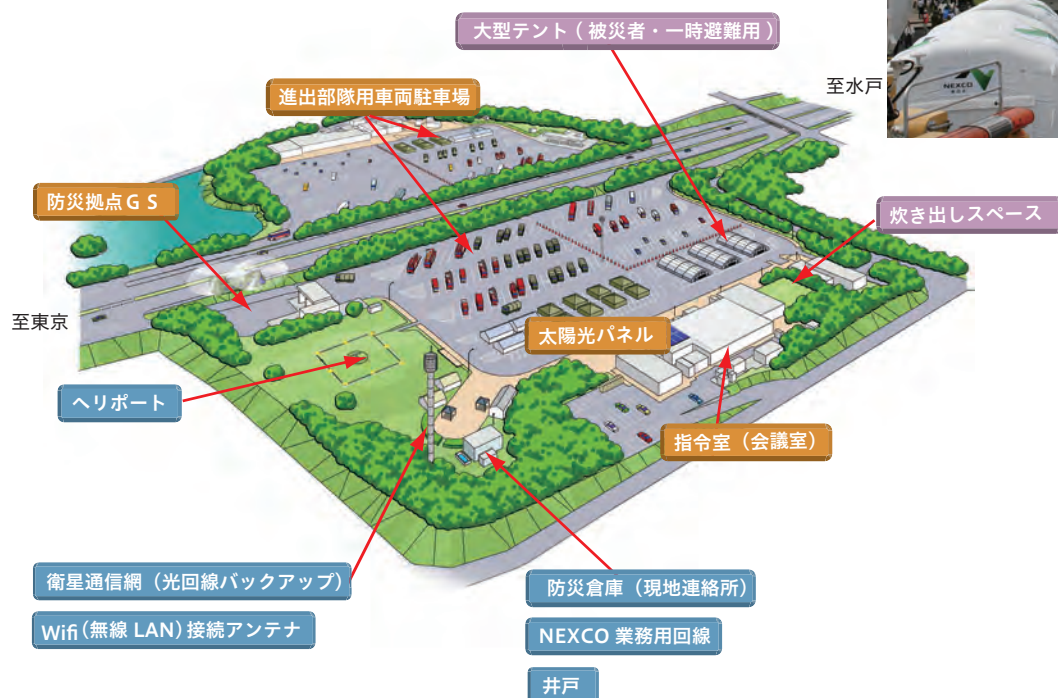 大型テント ( 被災者・一時避難用 )
至水戸
NEXCO
進出部隊用車両駐車場
防災拠点ＧＳ
炊き出しスペース
至東京
太陽光パネル
ヘリポート
指令室（会議室）
衛星通信網（光回線バックアップ）
Wifi (無線 LAN) 接続アンテナ
防災倉庫（現地連絡所）
NEXCO 業務用回線
井戸